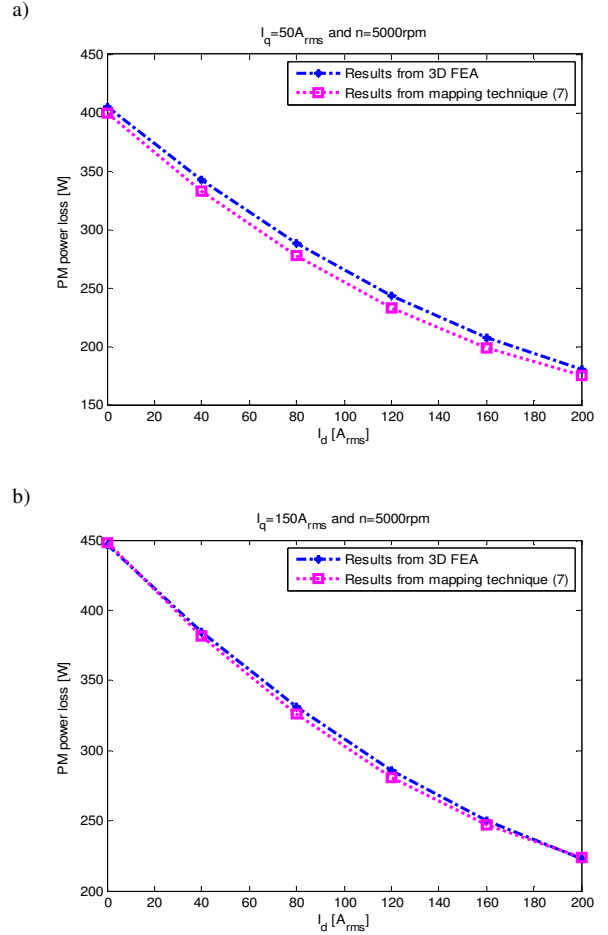 a)
I_q=50A_rms and n=5000rpm
450
400
350
300
250
200
150
PM power loss [W]
Results from 3D FEA
Results from mapping technique (7)
0 20 40 60 80 100 120 140 160 180 200
I_d [A_rms]
b)
I_q=150A_rms and n=5000rpm
450
400
350
300
250
200
PM power loss [W]
Results from 3D FEA
Results from mapping technique (7)
0 20 40 60 80 100 120 140 160 180 200
I_d [A_rms]